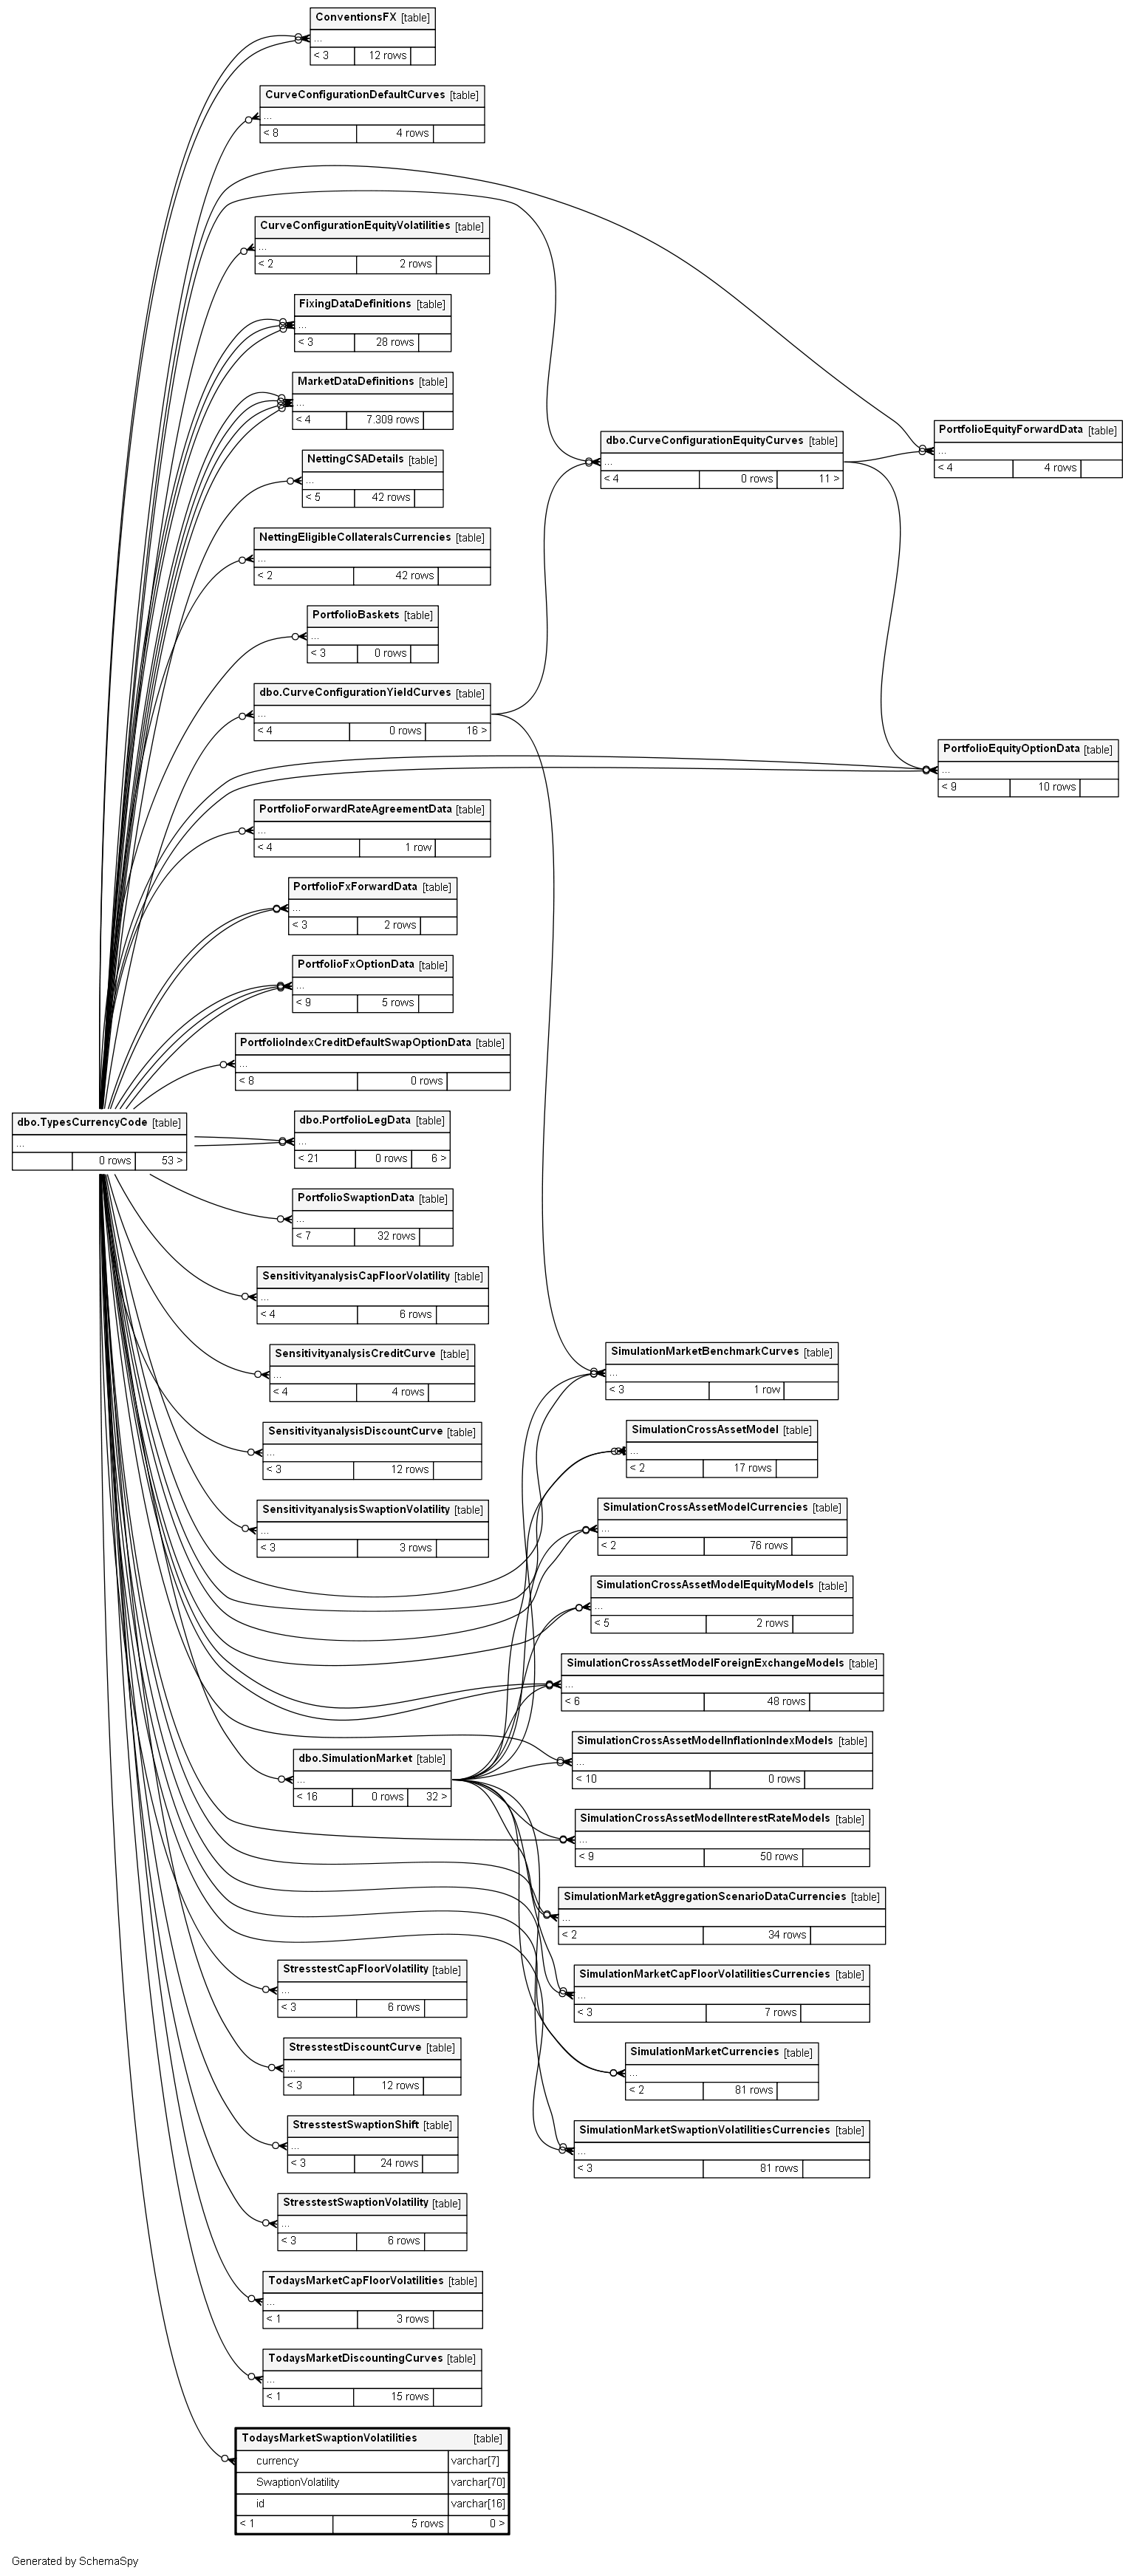 ConventionsFX [table]
...
< 3 12 rows
CurveConfigurationDefaultCurves [table]
...
< 8 4 rows
CurveConfigurationEquityVolatilities [table]
...
< 2 2 rows
FixingDataDefinitions [table]
...
< 3 28 rows
MarketDataDefinitions [table]
...
< 4 7.309 rows
NettingCSADetails [table]
...
< 5 42 rows
NettingEligibleCollateralsCurrencies [table]
...
< 2 42 rows
PortfolioBaskets [table]
...
< 3 0 rows
dbo.CurveConfigurationYieldCurves [table]
...
< 4 0 rows 16 >
PortfolioForwardRateAgreementData [table]
...
< 4 1 row
PortfolioFxForwardData [table]
...
< 3 2 rows
PortfolioFxOptionData [table]
...
< 9 5 rows
PortfolioIndexCreditDefaultSwapOptionData [table]
...
< 8 0 rows
dbo.TypesCurrencyCode [table]
...
0 rows 53 >
dbo.PortfolioLegData [table]
...
< 21 0 rows 6 >
PortfolioSwaptionData [table]
...
< 7 32 rows
SensitivityanalysisCapFloorVolatility [table]
...
< 4 6 rows
SensitivityanalysisCreditCurve [table]
...
< 4 4 rows
SensitivityanalysisDiscountCurve [table]
...
< 3 12 rows
SensitivityanalysisSwaptionVolatility [table]
...
< 3 3 rows
dbo.SimulationMarket [table]
...
< 16 0 rows 32 >
StresstestCapFloorVolatility [table]
...
< 3 6 rows
StresstestDiscountCurve [table]
...
< 3 12 rows
StresstestSwaptionShift [table]
...
< 3 24 rows
StresstestSwaptionVolatility [table]
...
< 3 6 rows
TodaysMarketCapFloorVolatilities [table]
...
< 1 3 rows
TodaysMarketDiscountingCurves [table]
...
< 1 15 rows
TodaysMarketSwaptionVolatilities [table]
currency varchar[7]
SwaptionVolatility varchar[70]
id varchar[16]
< 1 5 rows 0 >
dbo.CurveConfigurationEquityCurves [table]
...
< 4 0 rows 11 >
SimulationMarketBenchmarkCurves [table]
...
< 3 1 row
SimulationCrossAssetModel [table]
...
< 2 17 rows
SimulationCrossAssetModelCurrencies [table]
...
< 2 76 rows
SimulationCrossAssetModelEquityModels [table]
...
< 5 2 rows
SimulationCrossAssetModelForeignExchangeModels [table]
...
< 6 48 rows
SimulationCrossAssetModelInflationIndexModels [table]
...
< 10 0 rows
SimulationCrossAssetModelInterestRateModels [table]
...
< 9 50 rows
SimulationMarketAggregationScenarioDataCurrencies [table]
...
< 2 34 rows
SimulationMarketCapFloorVolatilitiesCurrencies [table]
...
< 3 7 rows
SimulationMarketCurrencies [table]
...
< 2 81 rows
SimulationMarketSwaptionVolatilitiesCurrencies [table]
...
< 3 81 rows
PortfolioEquityForwardData [table]
...
< 4 4 rows
PortfolioEquityOptionData [table]
...
< 9 10 rows
Generated by SchemaSpy